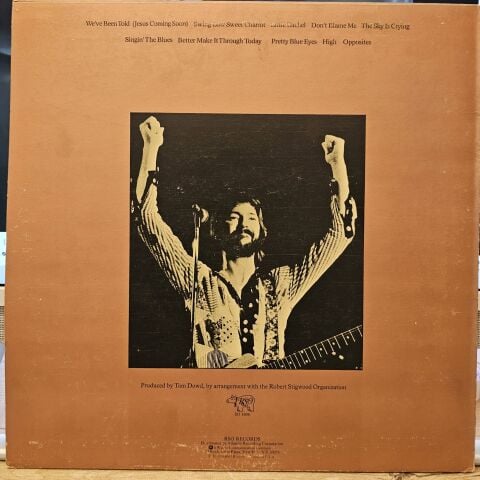 We've Been Told (Jesus Coming Soon) Swing Low Sweet Chariot Little Rachel Don't Blame Me The Sky Is Crying
Singin' The Blues Better Make It Through Today Pretty Blue Eyes High Opposites
Produced by Tom Dowd, by arrangement with the Robert Stigwood Organization
RSO
RSO RECORDS